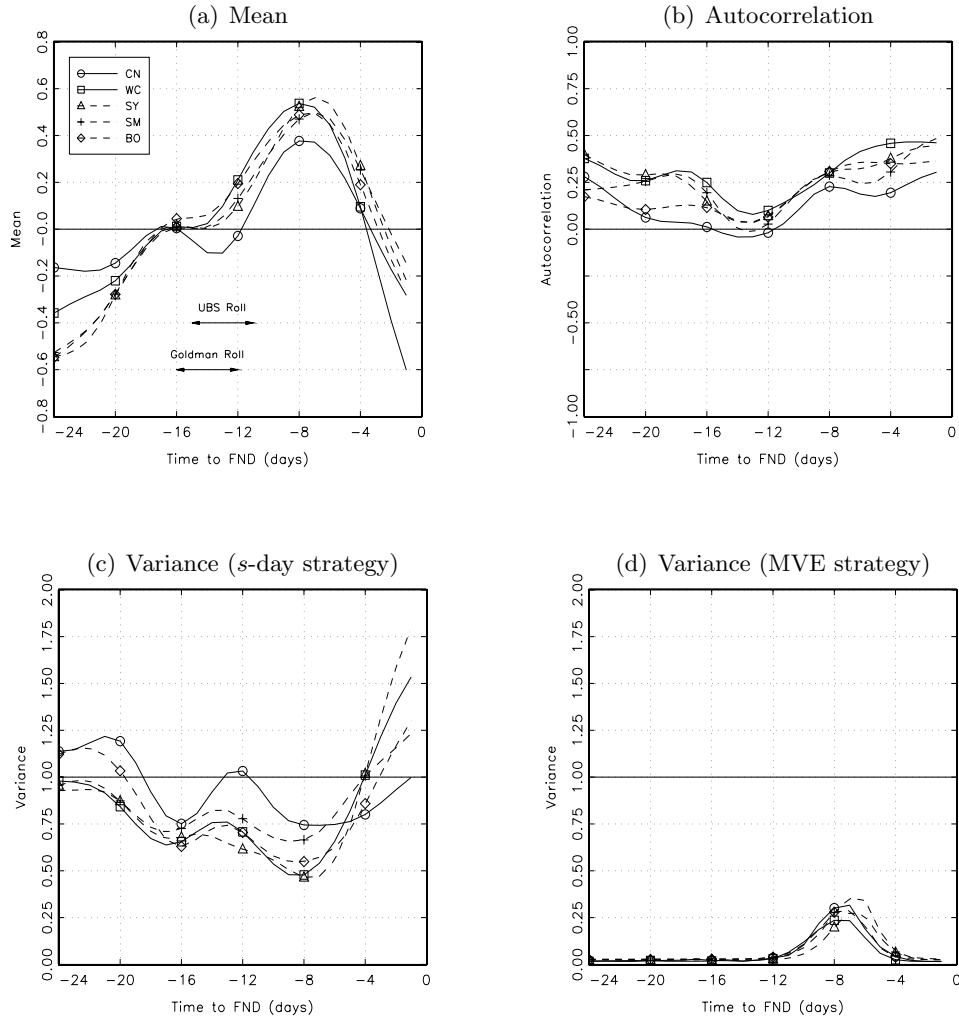 (a) Mean
0.8
0.6
0.4
0.2
-0.0
-0.2
-0.4
-0.6
-0.8
Mean
CN
WC
SY
SM
BO
UBS Roll
Goldman Roll
-24 -20 -16 -12 -8 -4 0
Time to FND (days)
(b) Autocorrelation
1.00
0.75
0.50
0.25
0.00
-0.50
-1.00
Autocorrelation
-24 -20 -16 -12 -8 -4 0
Time to FND (days)
(c) Variance (s-day strategy)
2.00
1.75
1.50
1.25
1.00
0.75
0.50
0.25
0.00
Variance
-24 -20 -16 -12 -8 -4 0
Time to FND (days)
(d) Variance (MVE strategy)
2.00
1.75
1.50
1.25
1.00
0.75
0.50
0.25
0.00
Variance
-24 -20 -16 -12 -8 -4 0
Time to FND (days)